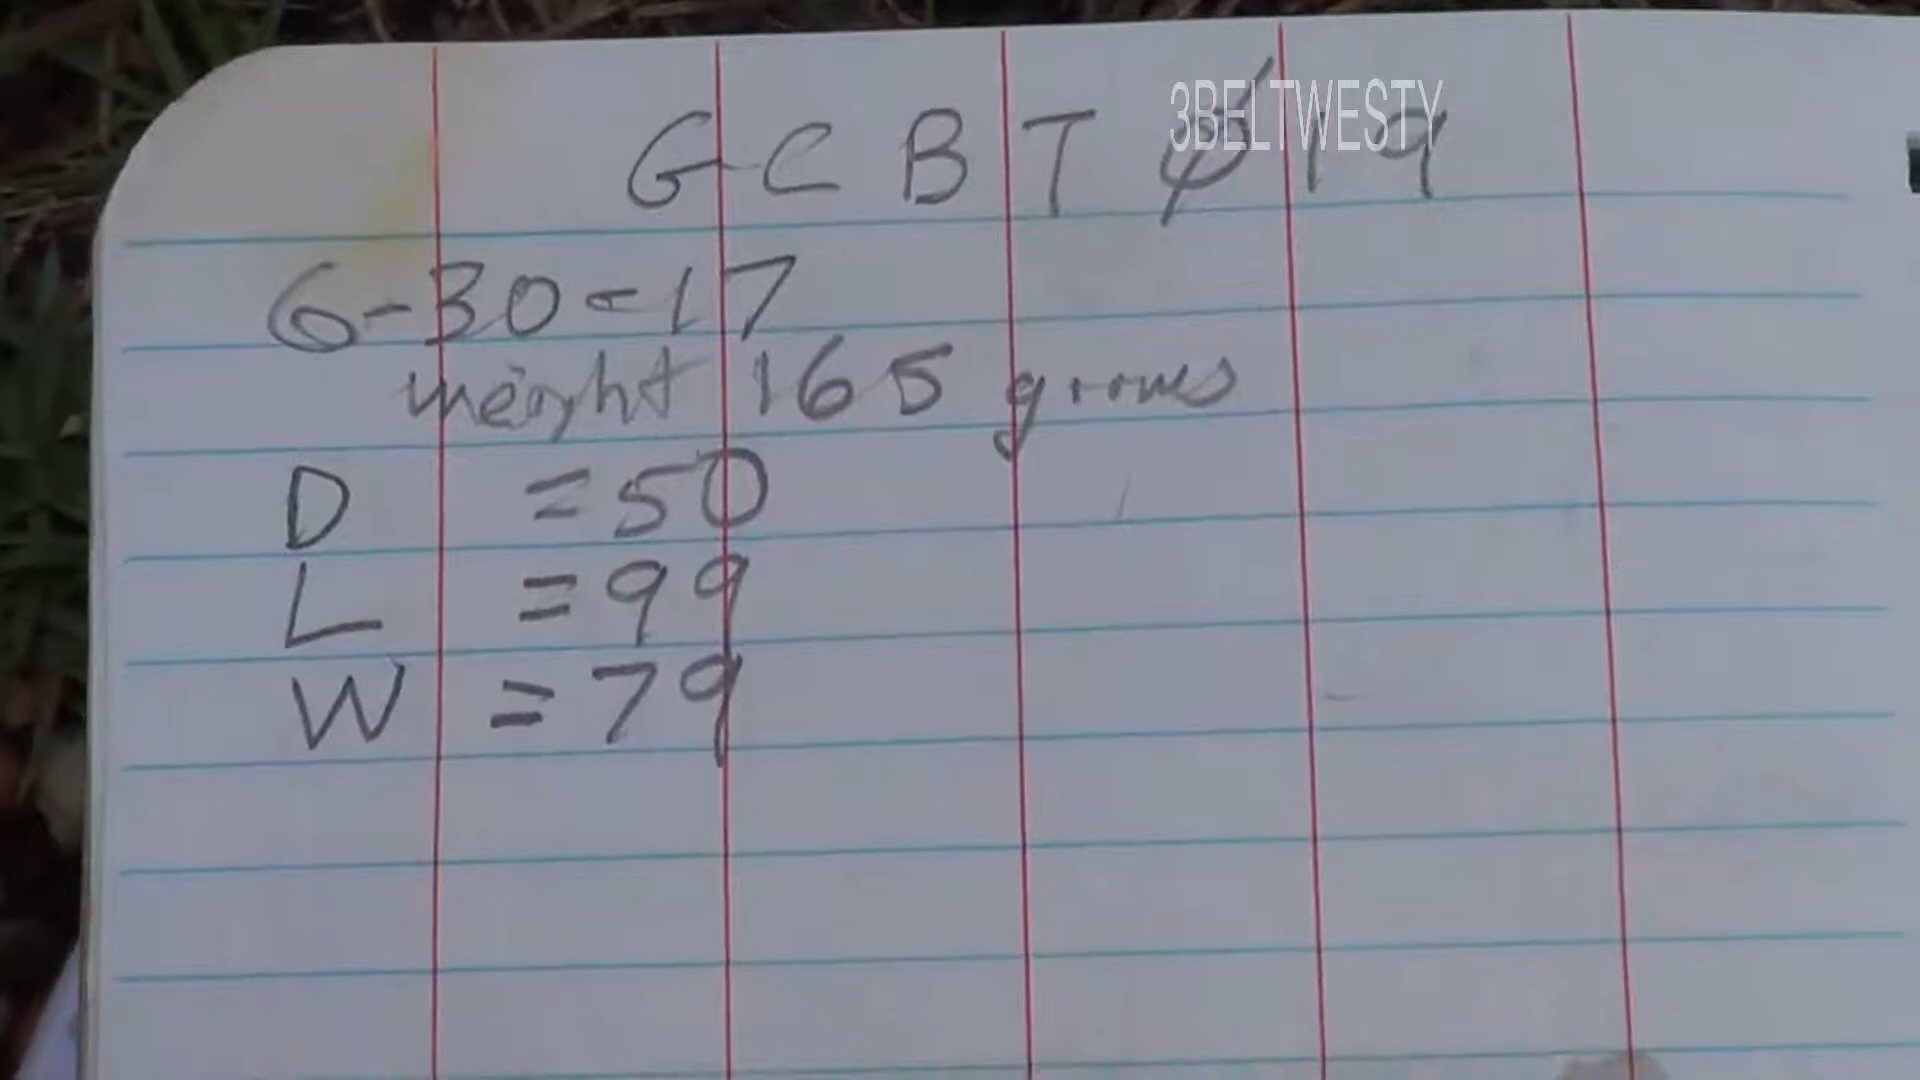 3BELTWESTY
GCBT Ø19
6-30-17
weight 165 grams
D = 50
L = 99
W = 79